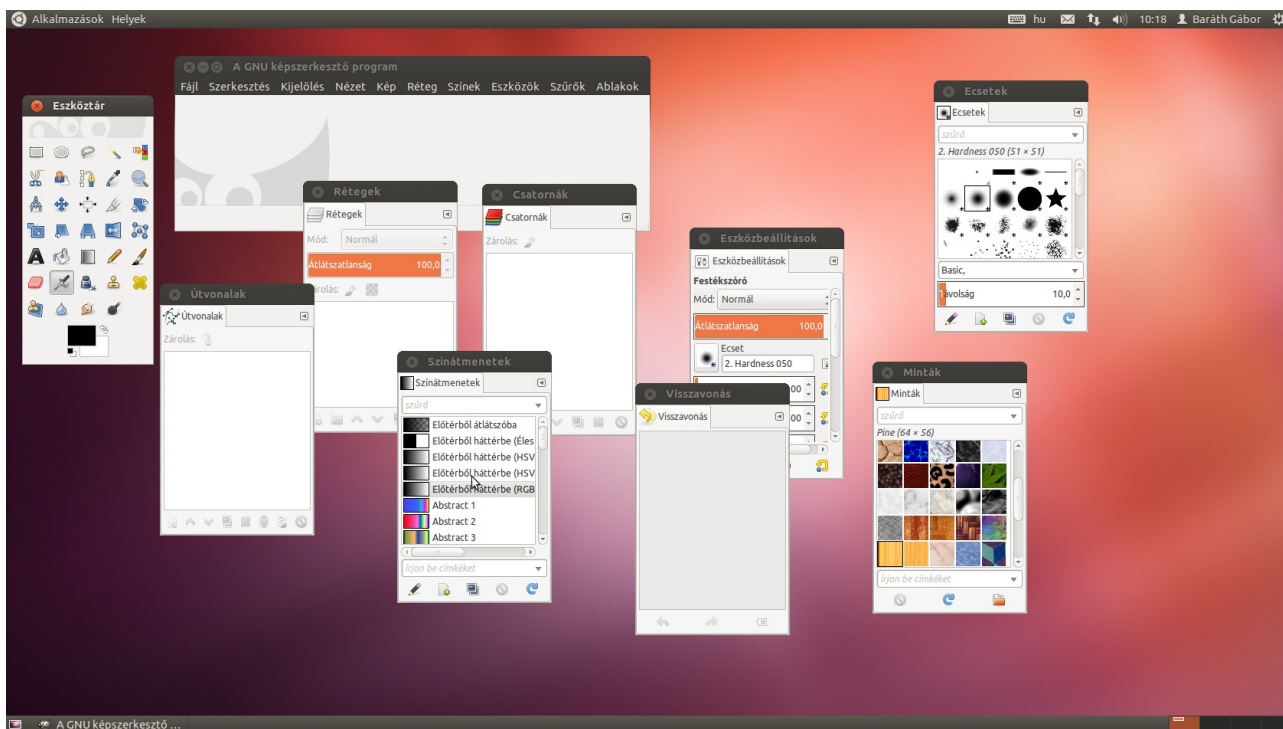 Alkalmazások Helyek
hu 10:18 Baráth Gábor
A GNU képszerkesztő program
Fájl Szerkesztés Kijelölés Nézet Kép Réteg Színek Eszközök Szűrők Ablakok
Eszköztár
Ecsetek
Ecsetek
szűrő
2. Hardness 050 (51 × 51)
Basic,
Távolság 10,0
Rétegek
Rétegek
Mód: Normál
Átlátszatlanság 100,0
Zárolás:
Csatornák
Csatornák
Zárolás:
Eszközbeállítások
Eszközbeállítások
Festékszóró
Mód: Normál
Átlátszatlanság 100,0
Ecset
2. Hardness 050
00
00
Útvonalak
Útvonalak
Zárolás:
Színátmenetek
Színátmenetek
szűrő
Előtérből átlátszóba
Előtérből háttérbe (Éles
Előtérből háttérbe (HSV
Előtérből háttérbe (HSV
Előtérből háttérbe (RGB
Abstract 1
Abstract 2
Abstract 3
írjon be címkéket
Visszavonás
Visszavonás
Minták
Minták
szűrő
Pine (64 × 56)
írjon be címkéket
A GNU képszerkesztő ...